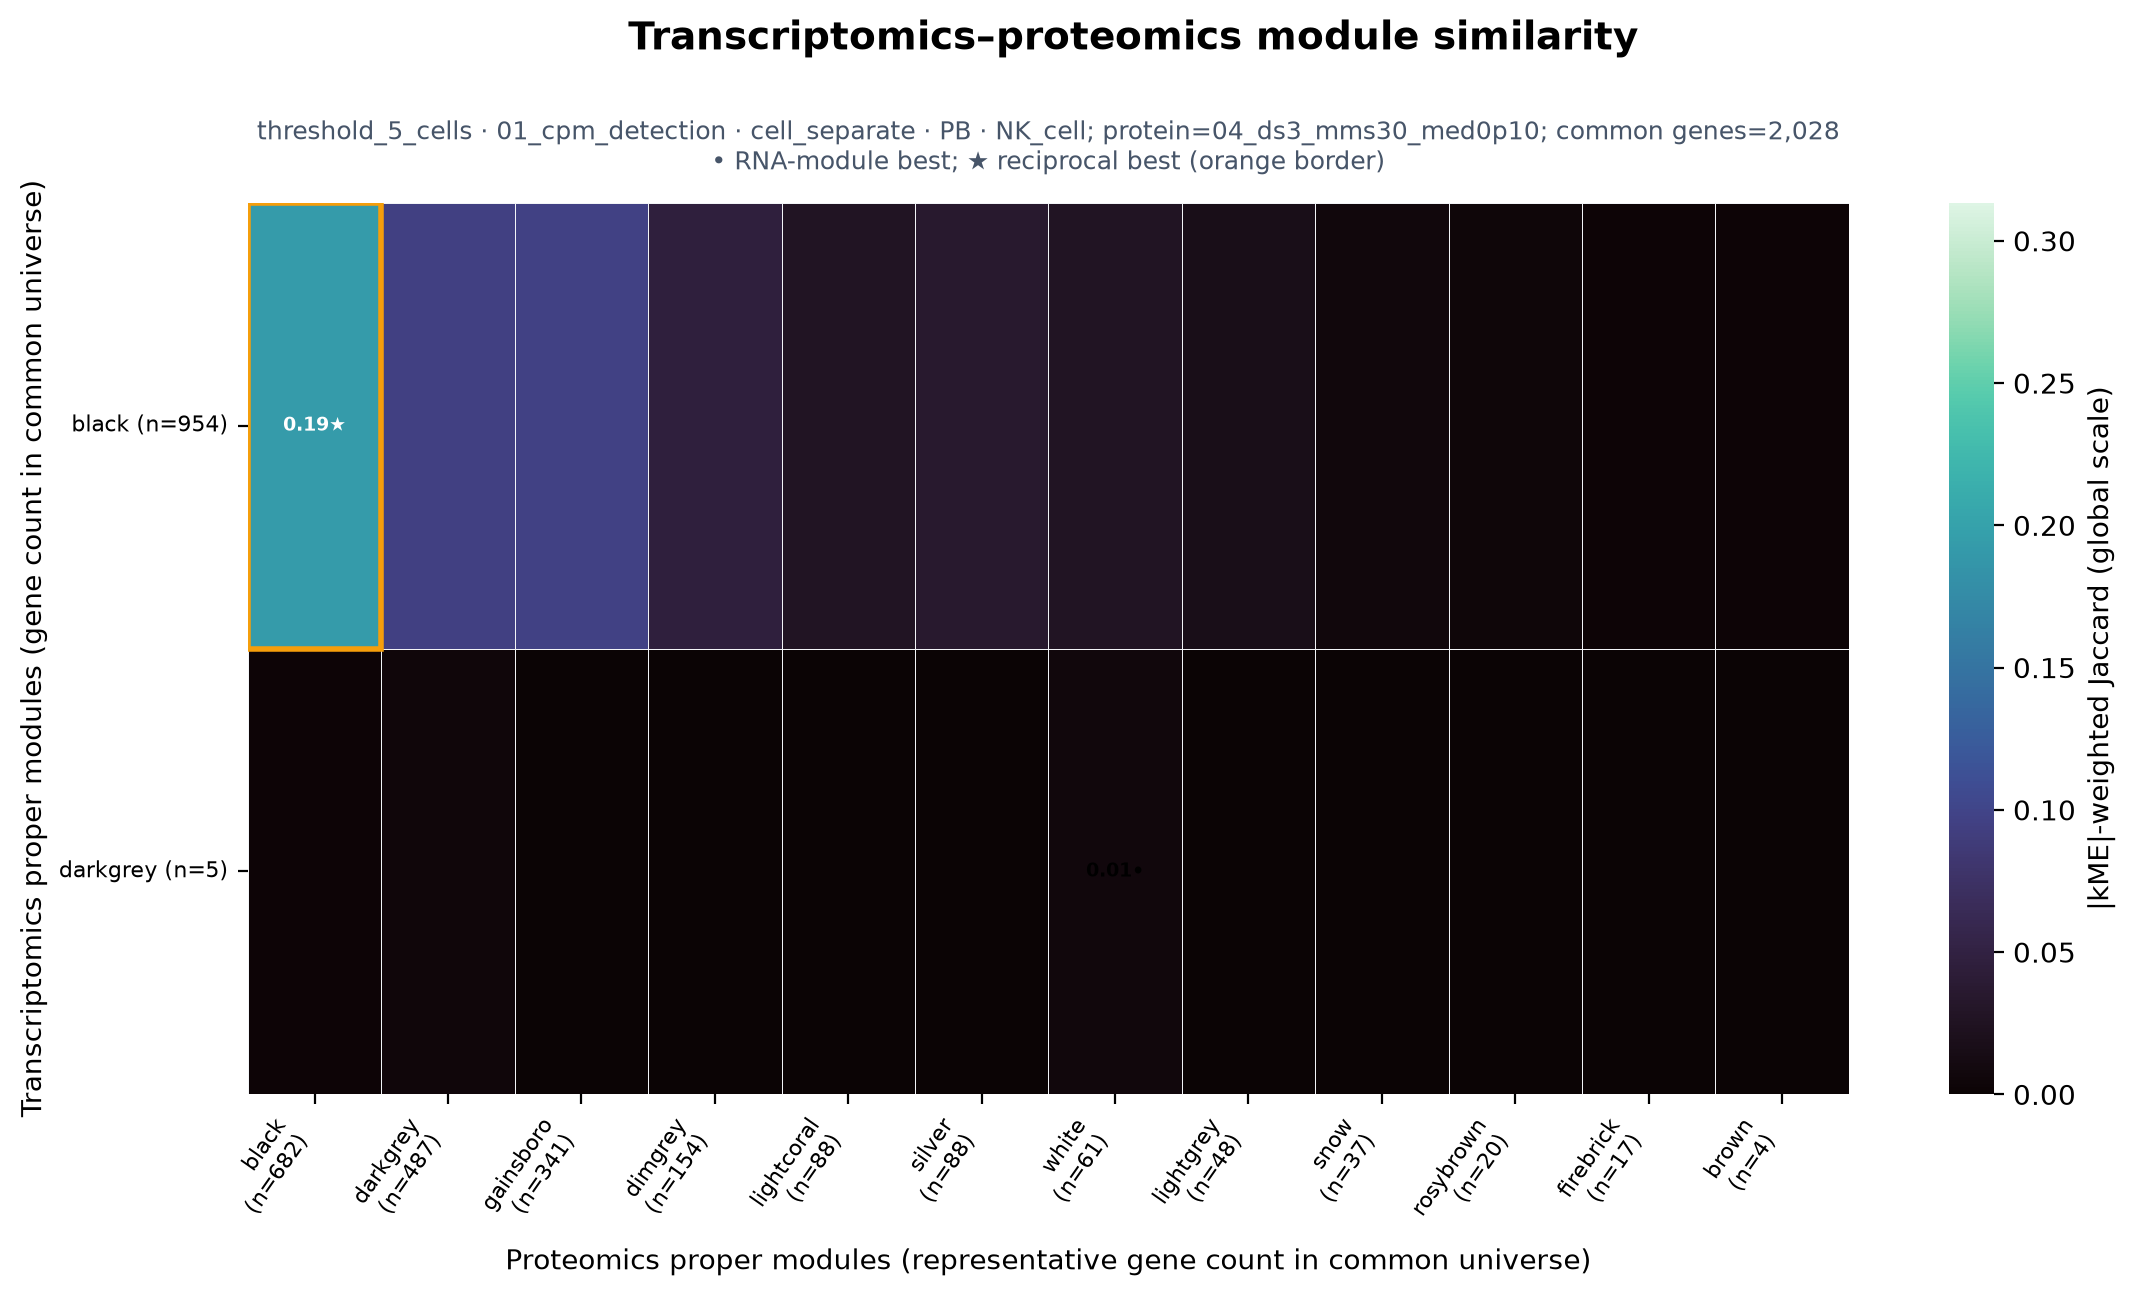 Transcriptomics–proteomics module similarity
threshold_5_cells · 01_cpm_detection · cell_separate · PB · NK_cell; protein=04_ds3_mms30_med0p10; common genes=2,028
• RNA-module best; ★ reciprocal best (orange border)
Transcriptomics proper modules (gene count in common universe)
black (n=954)
darkgrey (n=5)
0.19★
0.01•
black
(n=682)
darkgrey
(n=487)
gainsboro
(n=341)
dimgrey
(n=154)
lightcoral
(n=88)
silver
(n=88)
white
(n=61)
lightgrey
(n=48)
snow
(n=37)
rosybrown
(n=20)
firebrick
(n=17)
brown
(n=4)
Proteomics proper modules (representative gene count in common universe)
0.30
0.25
0.20
0.15
0.10
0.05
0.00
|kME|-weighted Jaccard (global scale)